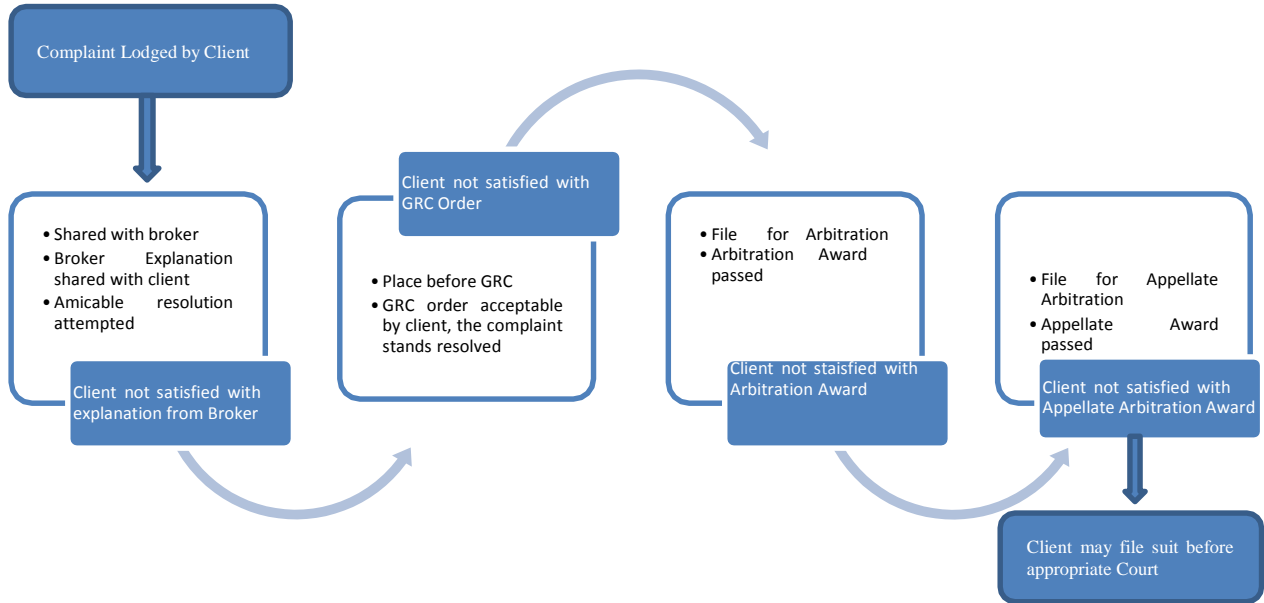 Complaint Lodged by Client
• Shared with broker
• Broker Explanation
shared with client
• Amicable resolution
attempted
Client not satisfied with
explanation from Broker
Client not satisfied with
GRC Order
• Place before GRC
• GRC order acceptable
by client, the complaint
stands resolved
• File for Arbitration
• Arbitration Award
passed
Client not staisfied with
Arbitration Award
• File for Appellate
Arbitration
• Appellate Award
passed
Client not satisfied with
Appellate Arbitration Award
Client may file suit before
appropriate Court